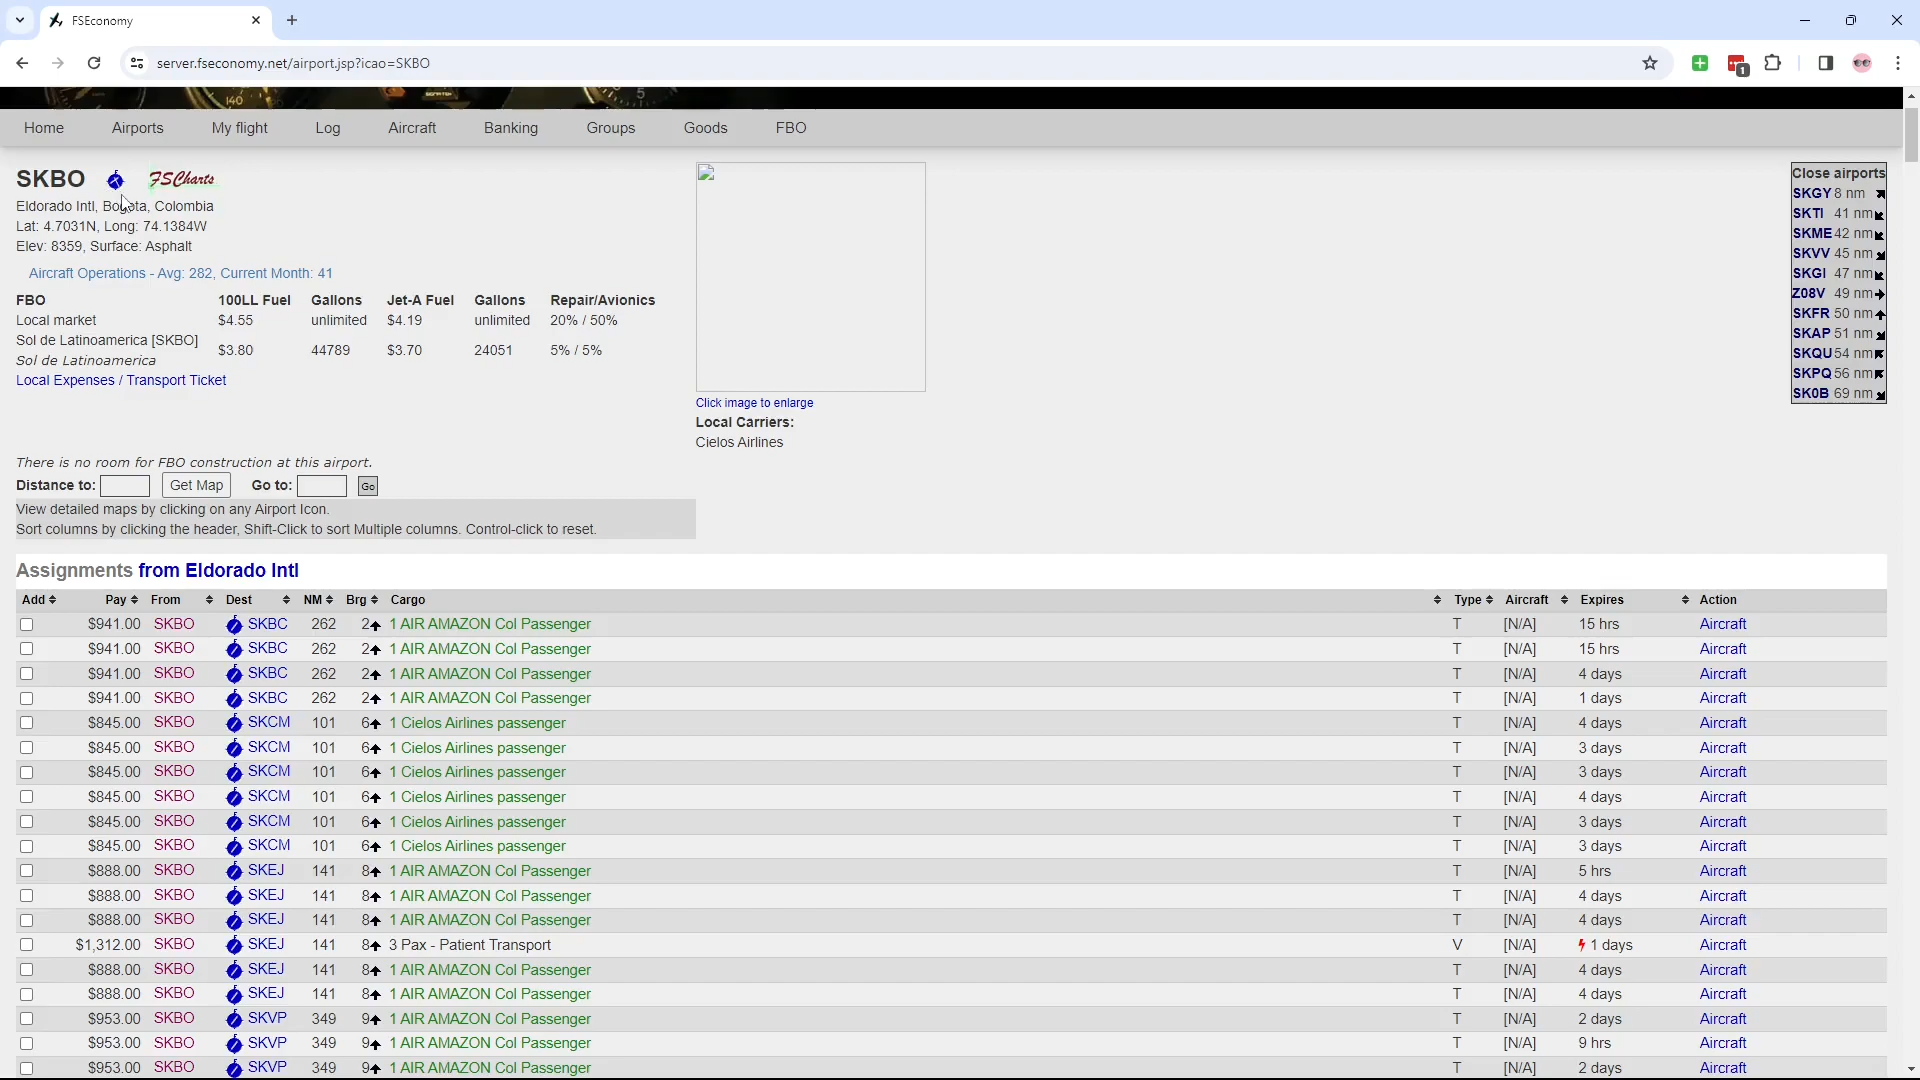 FSEconomy
server.fseconomy.net/airport.jsp?icao=SKBO
1
140
5
Home Airports My flight Log Aircraft Banking Groups Goods FBO
SKBO FSCharts
Eldorado Intl, Bogota, Colombia
Lat: 4.7031N, Long: 74.1384W
Elev: 8359, Surface: Asphalt
Aircraft Operations - Avg: 282, Current Month: 41
FBO 100LL Fuel Gallons Jet-A Fuel Gallons Repair/Avionics
Local market $4.55 unlimited $4.19 unlimited 20% / 50%
Sol de Latinoamerica [SKBO]
Sol de Latinoamerica $3.80 44789 $3.70 24051 5% / 5%
Local Expenses / Transport Ticket
Click image to enlarge
Local Carriers:
Cielos Airlines
Close airports
SKGY 8 nm
SKTI 41 nm
SKME 42 nm
SKVV 45 nm
SKGI 47 nm
Z08V 49 nm
SKFR 50 nm
SKAP 51 nm
SKQU 54 nm
SKPQ 56 nm
SK0B 69 nm
There is no room for FBO construction at this airport.
Distance to: Get Map Go to: Go
View detailed maps by clicking on any Airport Icon.
Sort columns by clicking the header, Shift-Click to sort Multiple columns. Control-click to reset.
Assignments from Eldorado Intl
Add Pay From Dest NM Brg Cargo Type Aircraft Expires Action
$941.00 SKBO SKBC 262 2 1 AIR AMAZON Col Passenger T [N/A] 15 hrs Aircraft
$941.00 SKBO SKBC 262 2 1 AIR AMAZON Col Passenger T [N/A] 15 hrs Aircraft
$941.00 SKBO SKBC 262 2 1 AIR AMAZON Col Passenger T [N/A] 4 days Aircraft
$941.00 SKBO SKBC 262 2 1 AIR AMAZON Col Passenger T [N/A] 1 days Aircraft
$845.00 SKBO SKCM 101 6 1 Cielos Airlines passenger T [N/A] 4 days Aircraft
$845.00 SKBO SKCM 101 6 1 Cielos Airlines passenger T [N/A] 3 days Aircraft
$845.00 SKBO SKCM 101 6 1 Cielos Airlines passenger T [N/A] 3 days Aircraft
$845.00 SKBO SKCM 101 6 1 Cielos Airlines passenger T [N/A] 4 days Aircraft
$845.00 SKBO SKCM 101 6 1 Cielos Airlines passenger T [N/A] 3 days Aircraft
$845.00 SKBO SKCM 101 6 1 Cielos Airlines passenger T [N/A] 3 days Aircraft
$888.00 SKBO SKEJ 141 8 1 AIR AMAZON Col Passenger T [N/A] 5 hrs Aircraft
$888.00 SKBO SKEJ 141 8 1 AIR AMAZON Col Passenger T [N/A] 4 days Aircraft
$888.00 SKBO SKEJ 141 8 1 AIR AMAZON Col Passenger T [N/A] 4 days Aircraft
$1,312.00 SKBO SKEJ 141 8 3 Pax - Patient Transport V [N/A] 1 days Aircraft
$888.00 SKBO SKEJ 141 8 1 AIR AMAZON Col Passenger T [N/A] 4 days Aircraft
$888.00 SKBO SKEJ 141 8 1 AIR AMAZON Col Passenger T [N/A] 4 days Aircraft
$953.00 SKBO SKVP 349 9 1 AIR AMAZON Col Passenger T [N/A] 2 days Aircraft
$953.00 SKBO SKVP 349 9 1 AIR AMAZON Col Passenger T [N/A] 9 hrs Aircraft
$953.00 SKBO SKVP 349 9 1 AIR AMAZON Col Passenger T [N/A] 2 days Aircraft